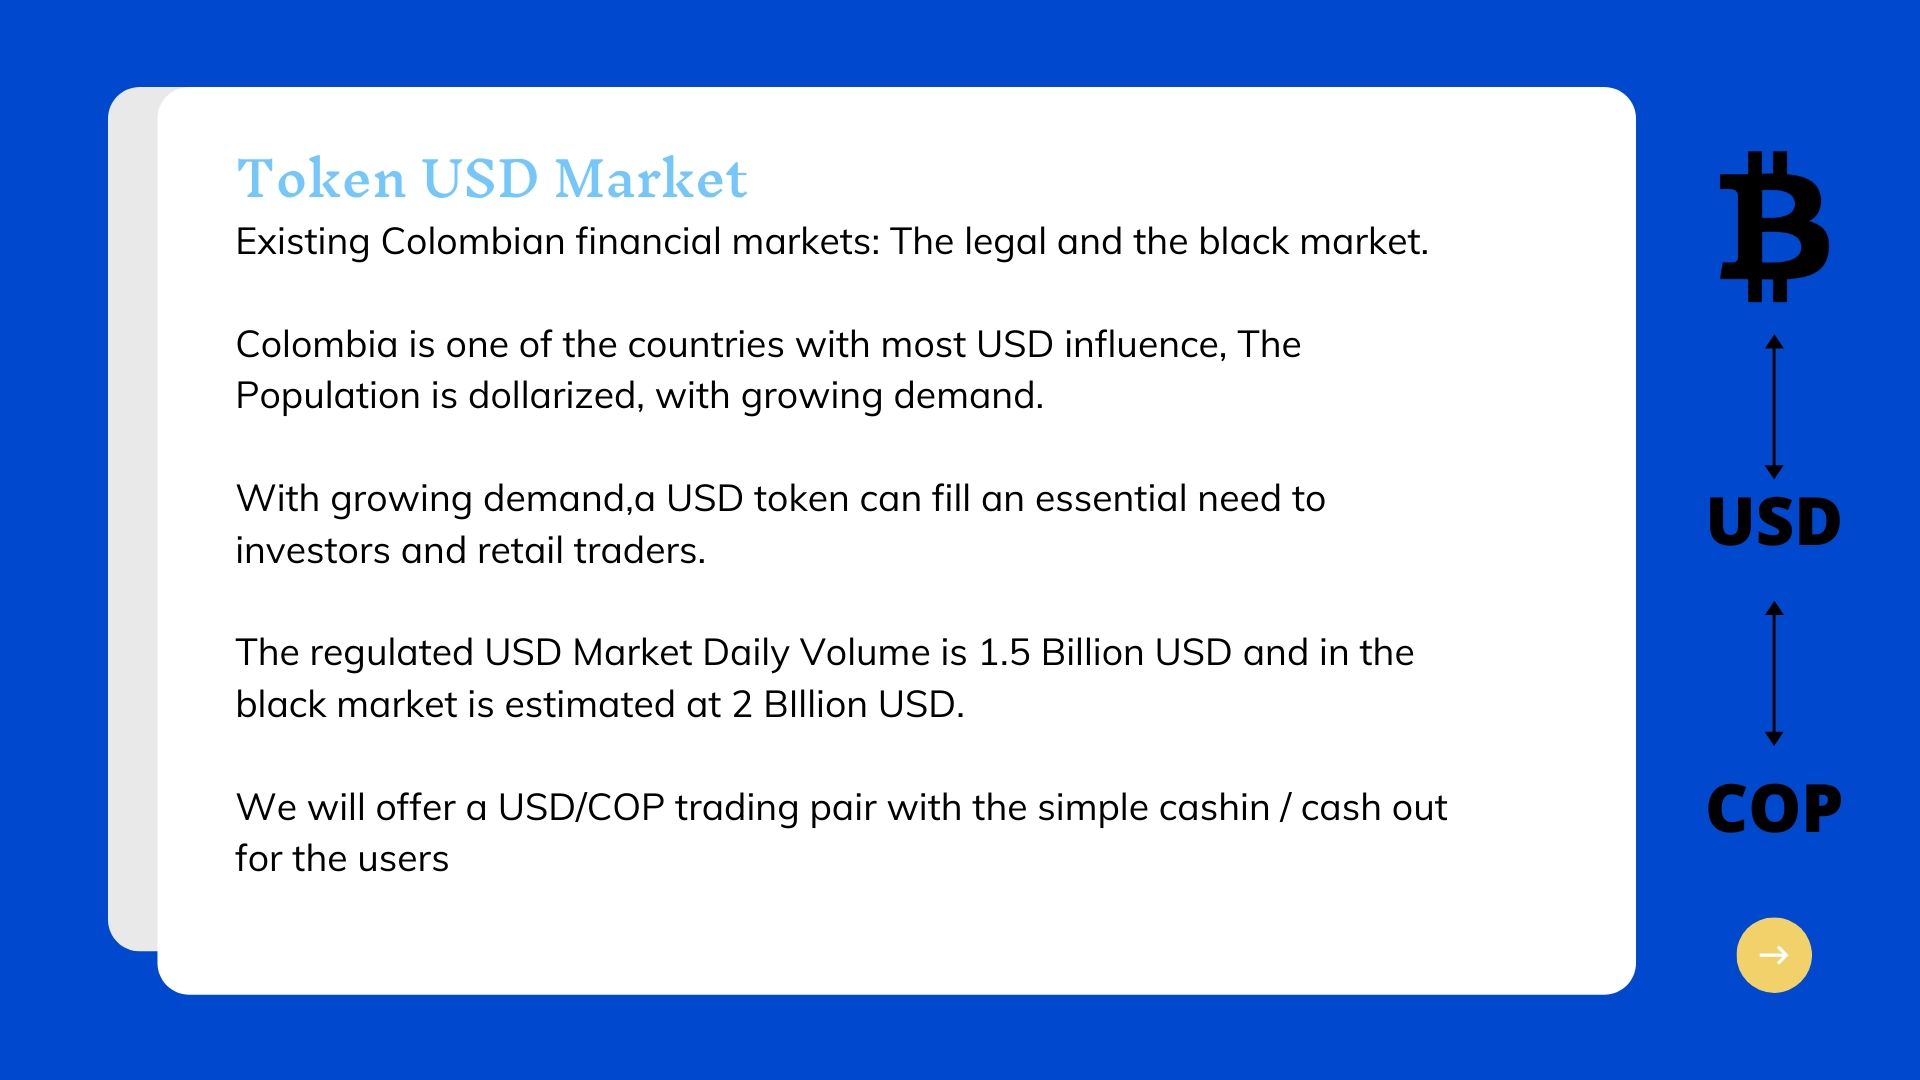 Token USD Market
Existing Colombian financial markets: The legal and the black market.
Colombia is one of the countries with most USD influence, The
Population is dollarized, with growing demand.
With growing demand,a USD token can fill an essential need to
investors and retail traders.
The regulated USD Market Daily Volume is 1.5 Billion USD and in the
black market is estimated at 2 BIllion USD.
We will offer a USD/COP trading pair with the simple cashin / cash out
for the users
₿
USD
COP